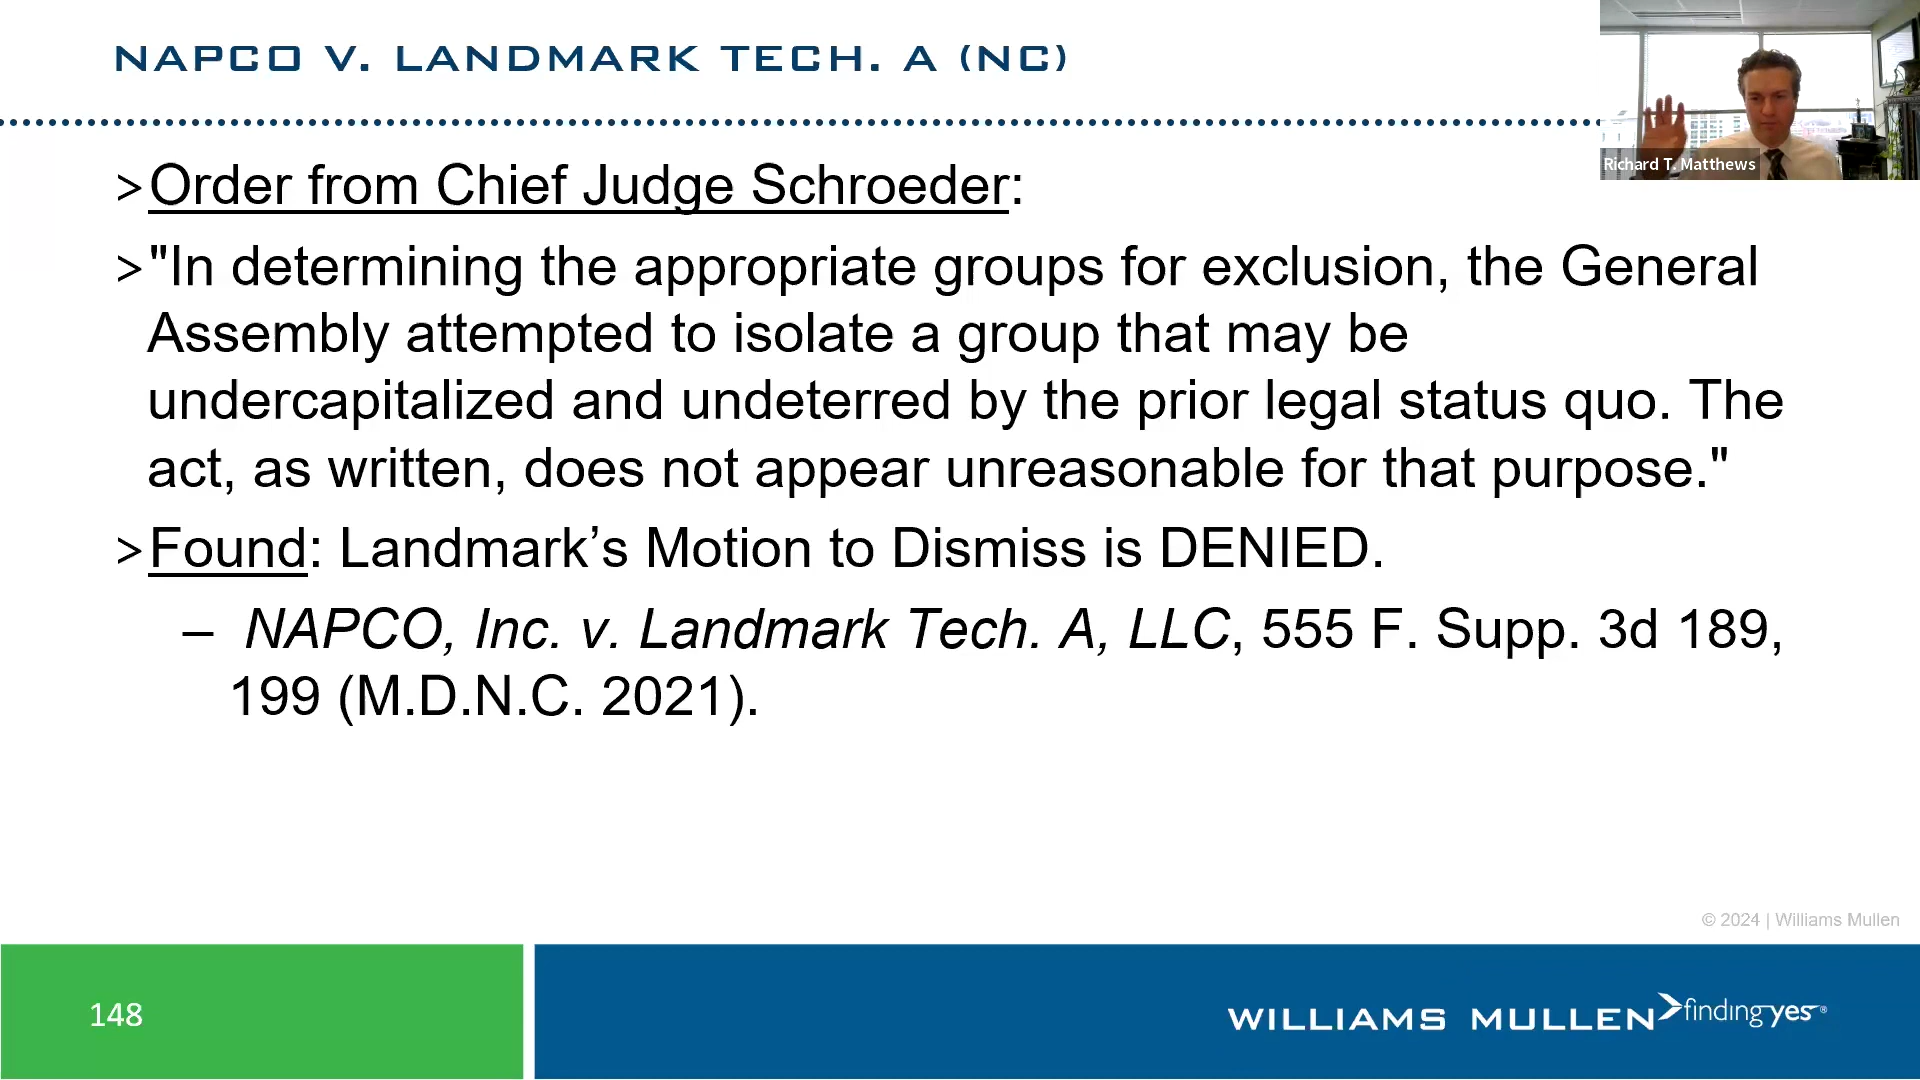 NAPCO V. LANDMARK TECH. A (NC)
Richard T. Matthews
>Order from Chief Judge Schroeder:
>"In determining the appropriate groups for exclusion, the General
Assembly attempted to isolate a group that may be
undercapitalized and undeterred by the prior legal status quo. The
act, as written, does not appear unreasonable for that purpose."
>Found: Landmark’s Motion to Dismiss is DENIED.
– NAPCO, Inc. v. Landmark Tech. A, LLC, 555 F. Supp. 3d 189,
199 (M.D.N.C. 2021).
© 2024 | Williams Mullen
148
WILLIAMS MULLEN findingyes®